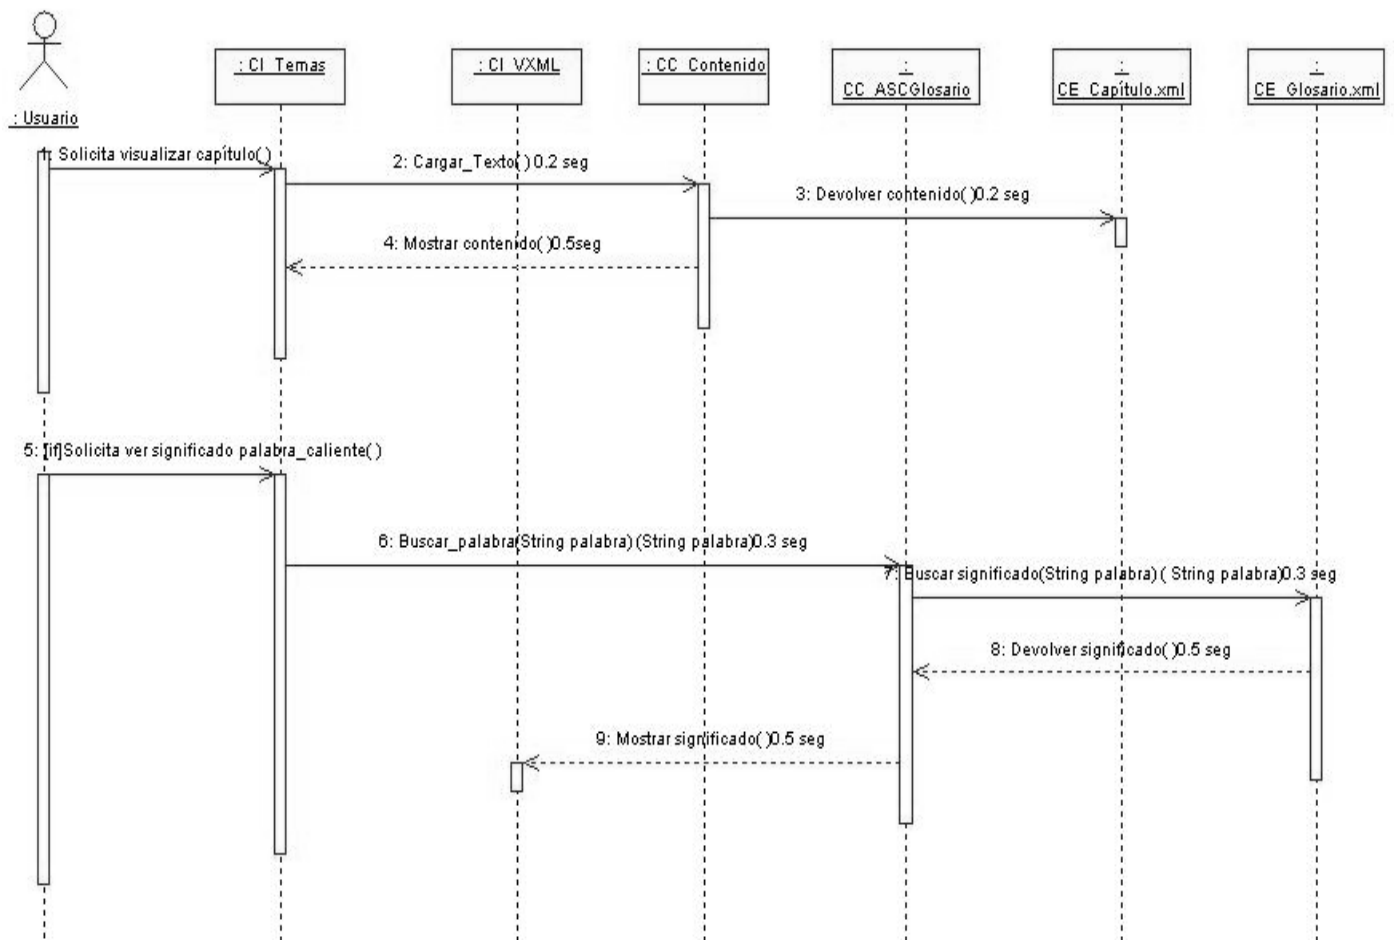 : CI_Temas
: CI_VXML
: CC_Contenido
:
CC_ASCGlosario
:
CE_Capítulo.xml
:
CE_Glosario.xml
: Usuario
1: Solicita visualizar capítulo( )
2: Cargar_Texto( ) 0.2 seg
3: Devolver contenido( )0.2 seg
4: Mostrar contenido( )0.5seg
5: [if]Solicita ver significado palabra_caliente( )
6: Buscar_palabra(String palabra) (String palabra)0.3 seg
7: Buscar significado(String palabra) ( String palabra)0.3 seg
8: Devolver significado( )0.5 seg
9: Mostrar significado( )0.5 seg